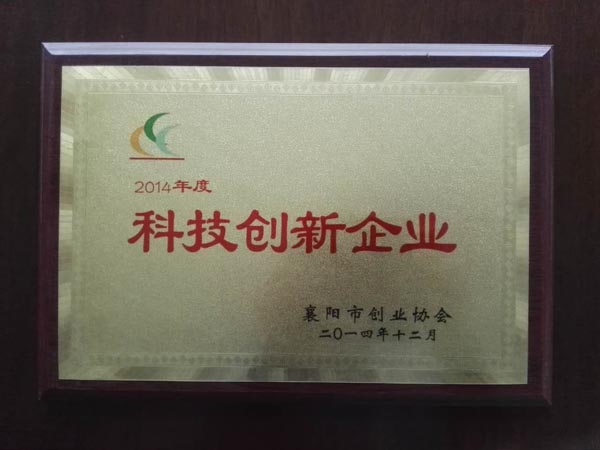 2014年度
科技创新企业
襄阳市创业协会
二〇一四年十二月